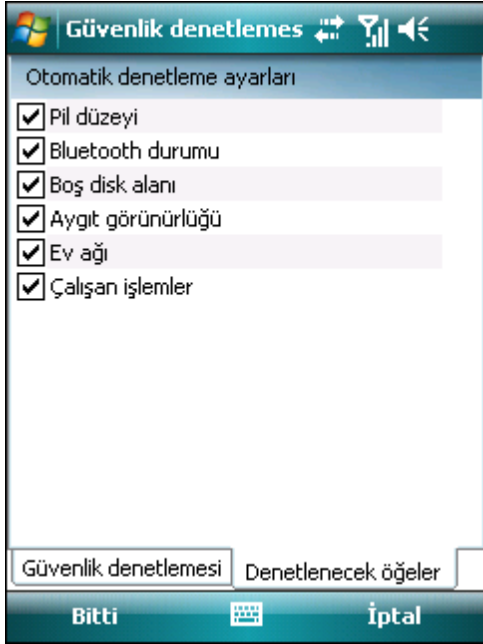 Güvenlik denetlemes
Otomatik denetleme ayarları
Pil düzeyi
Bluetooth durumu
Boş disk alanı
Aygıt görünürlüğü
Ev ağı
Çalışan işlemler
Güvenlik denetlemesi Denetlenecek öğeler
Bitti İptal